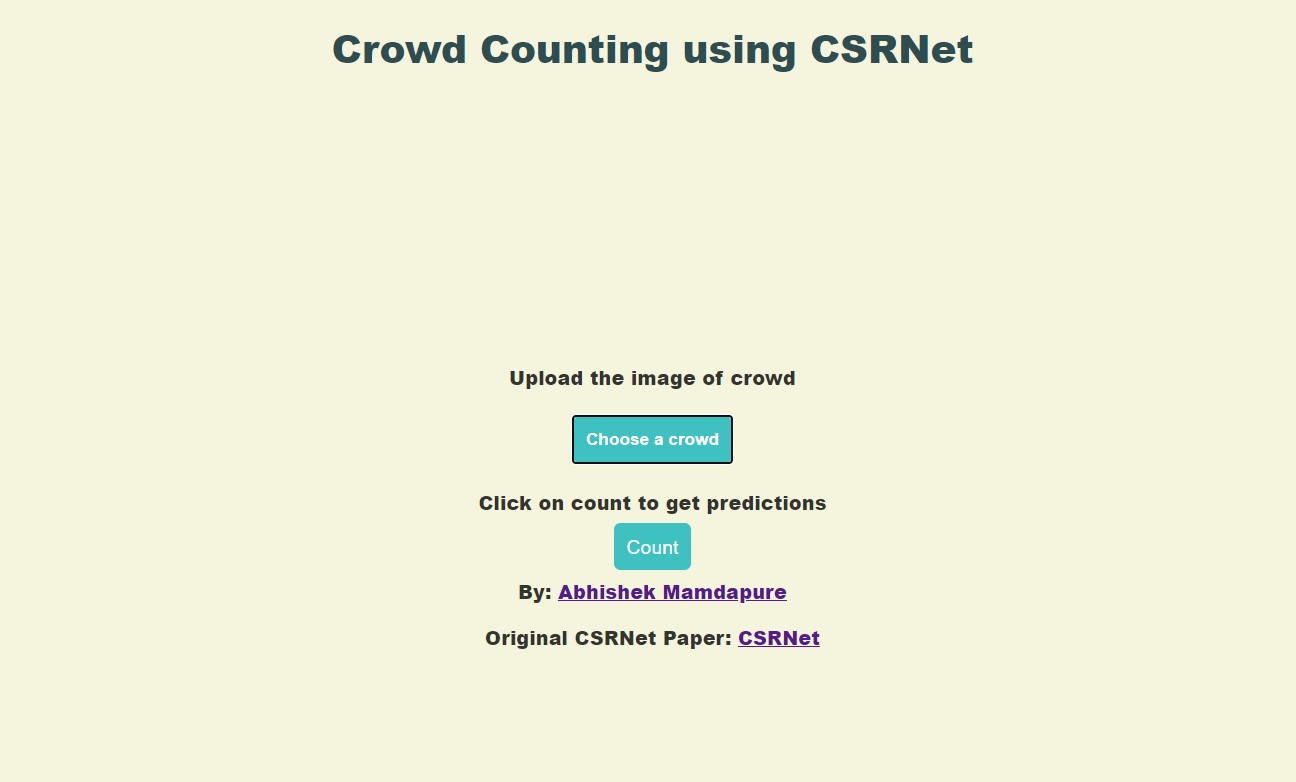 Crowd Counting using CSRNet
Upload the image of crowd
Choose a crowd
Click on count to get predictions
Count
By: Abhishek Mamdapure
Original CSRNet Paper: CSRNet